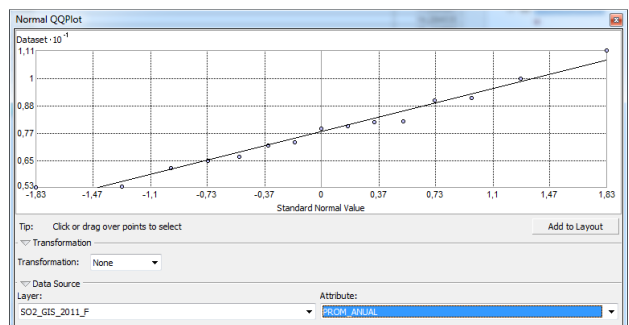 Normal QQPlot
Dataset · 10 -1
1,11
1
0,88
0,77
0,65
0,53
-1,83 -1,47 -1,1 -0,73 -0,37 0 0,37 0,73 1,1 1,47 1,83
Standard Normal Value
Tip: Click or drag over points to select Add to Layout
Transformation
Transformation: None
Data Source
Layer: Attribute:
SO2_GIS_2011_F PROM_ANUAL